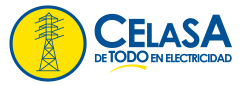 CELASA
DE TODO EN ELECTRICIDAD